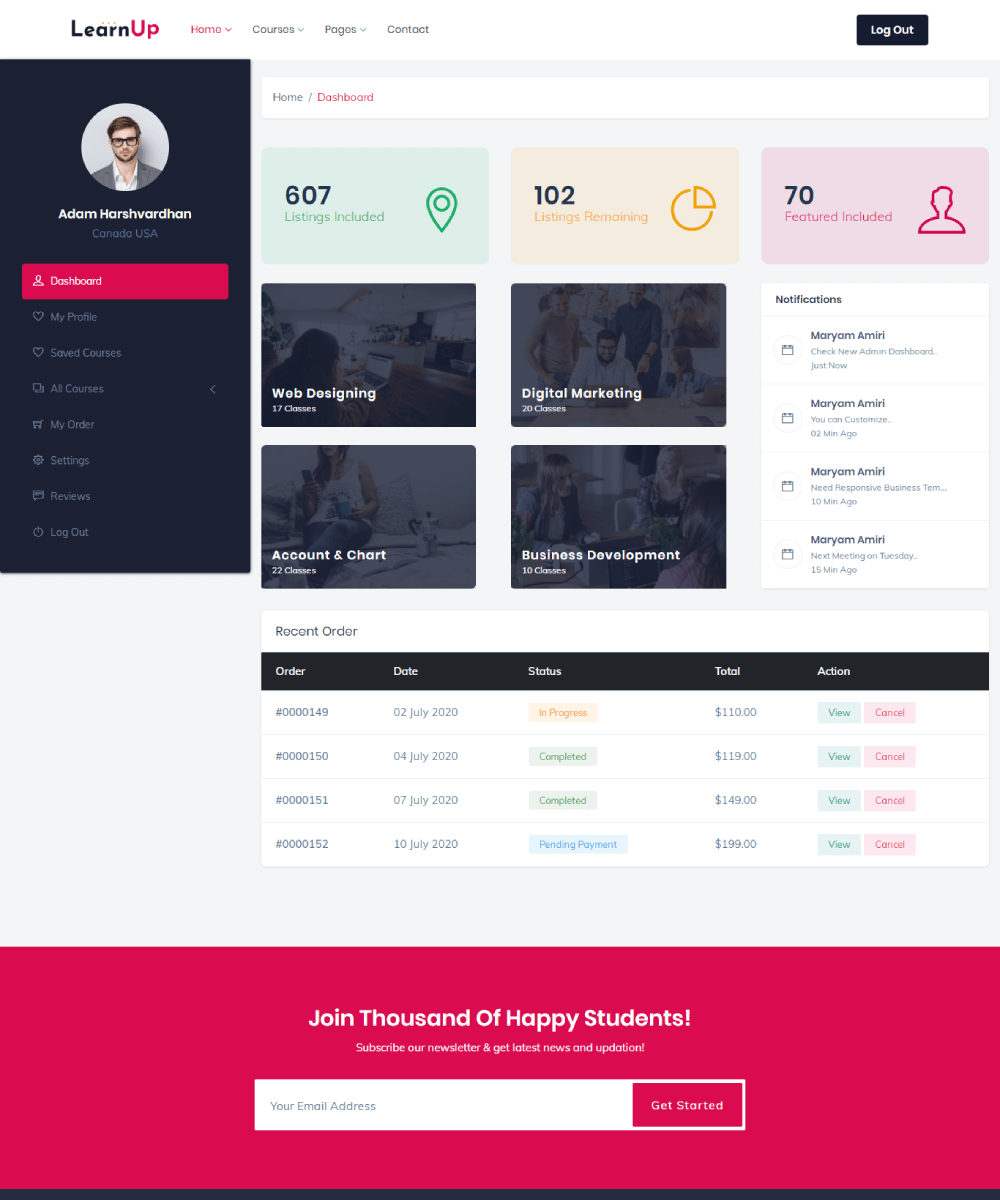 LearnUp
Home Courses Pages Contact
Log Out
Adam Harshvardhan
Canada USA
Dashboard
My Profile
Saved Courses
All Courses
My Order
Settings
Reviews
Log Out
Home / Dashboard
607
Listings Included
102
Listings Remaining
70
Featured Included
Web Designing
17 Classes
Digital Marketing
20 Classes
Account & Chart
22 Classes
Business Development
10 Classes
Notifications
Maryam Amiri
Check New Admin Dashboard..
Just Now
Maryam Amiri
You can Customize..
02 Min Ago
Maryam Amiri
Need Responsive Business Tem...
10 Min Ago
Maryam Amiri
Next Meeting on Tuesday..
15 Min Ago
Recent Order
Order Date Status Total Action
#0000149 02 July 2020 In Progress $110.00 View Cancel
#0000150 04 July 2020 Completed $119.00 View Cancel
#0000151 07 July 2020 Completed $149.00 View Cancel
#0000152 10 July 2020 Pending Payment $199.00 View Cancel
Join Thousand Of Happy Students!
Subscribe our newsletter & get latest news and updation!
Your Email Address
Get Started